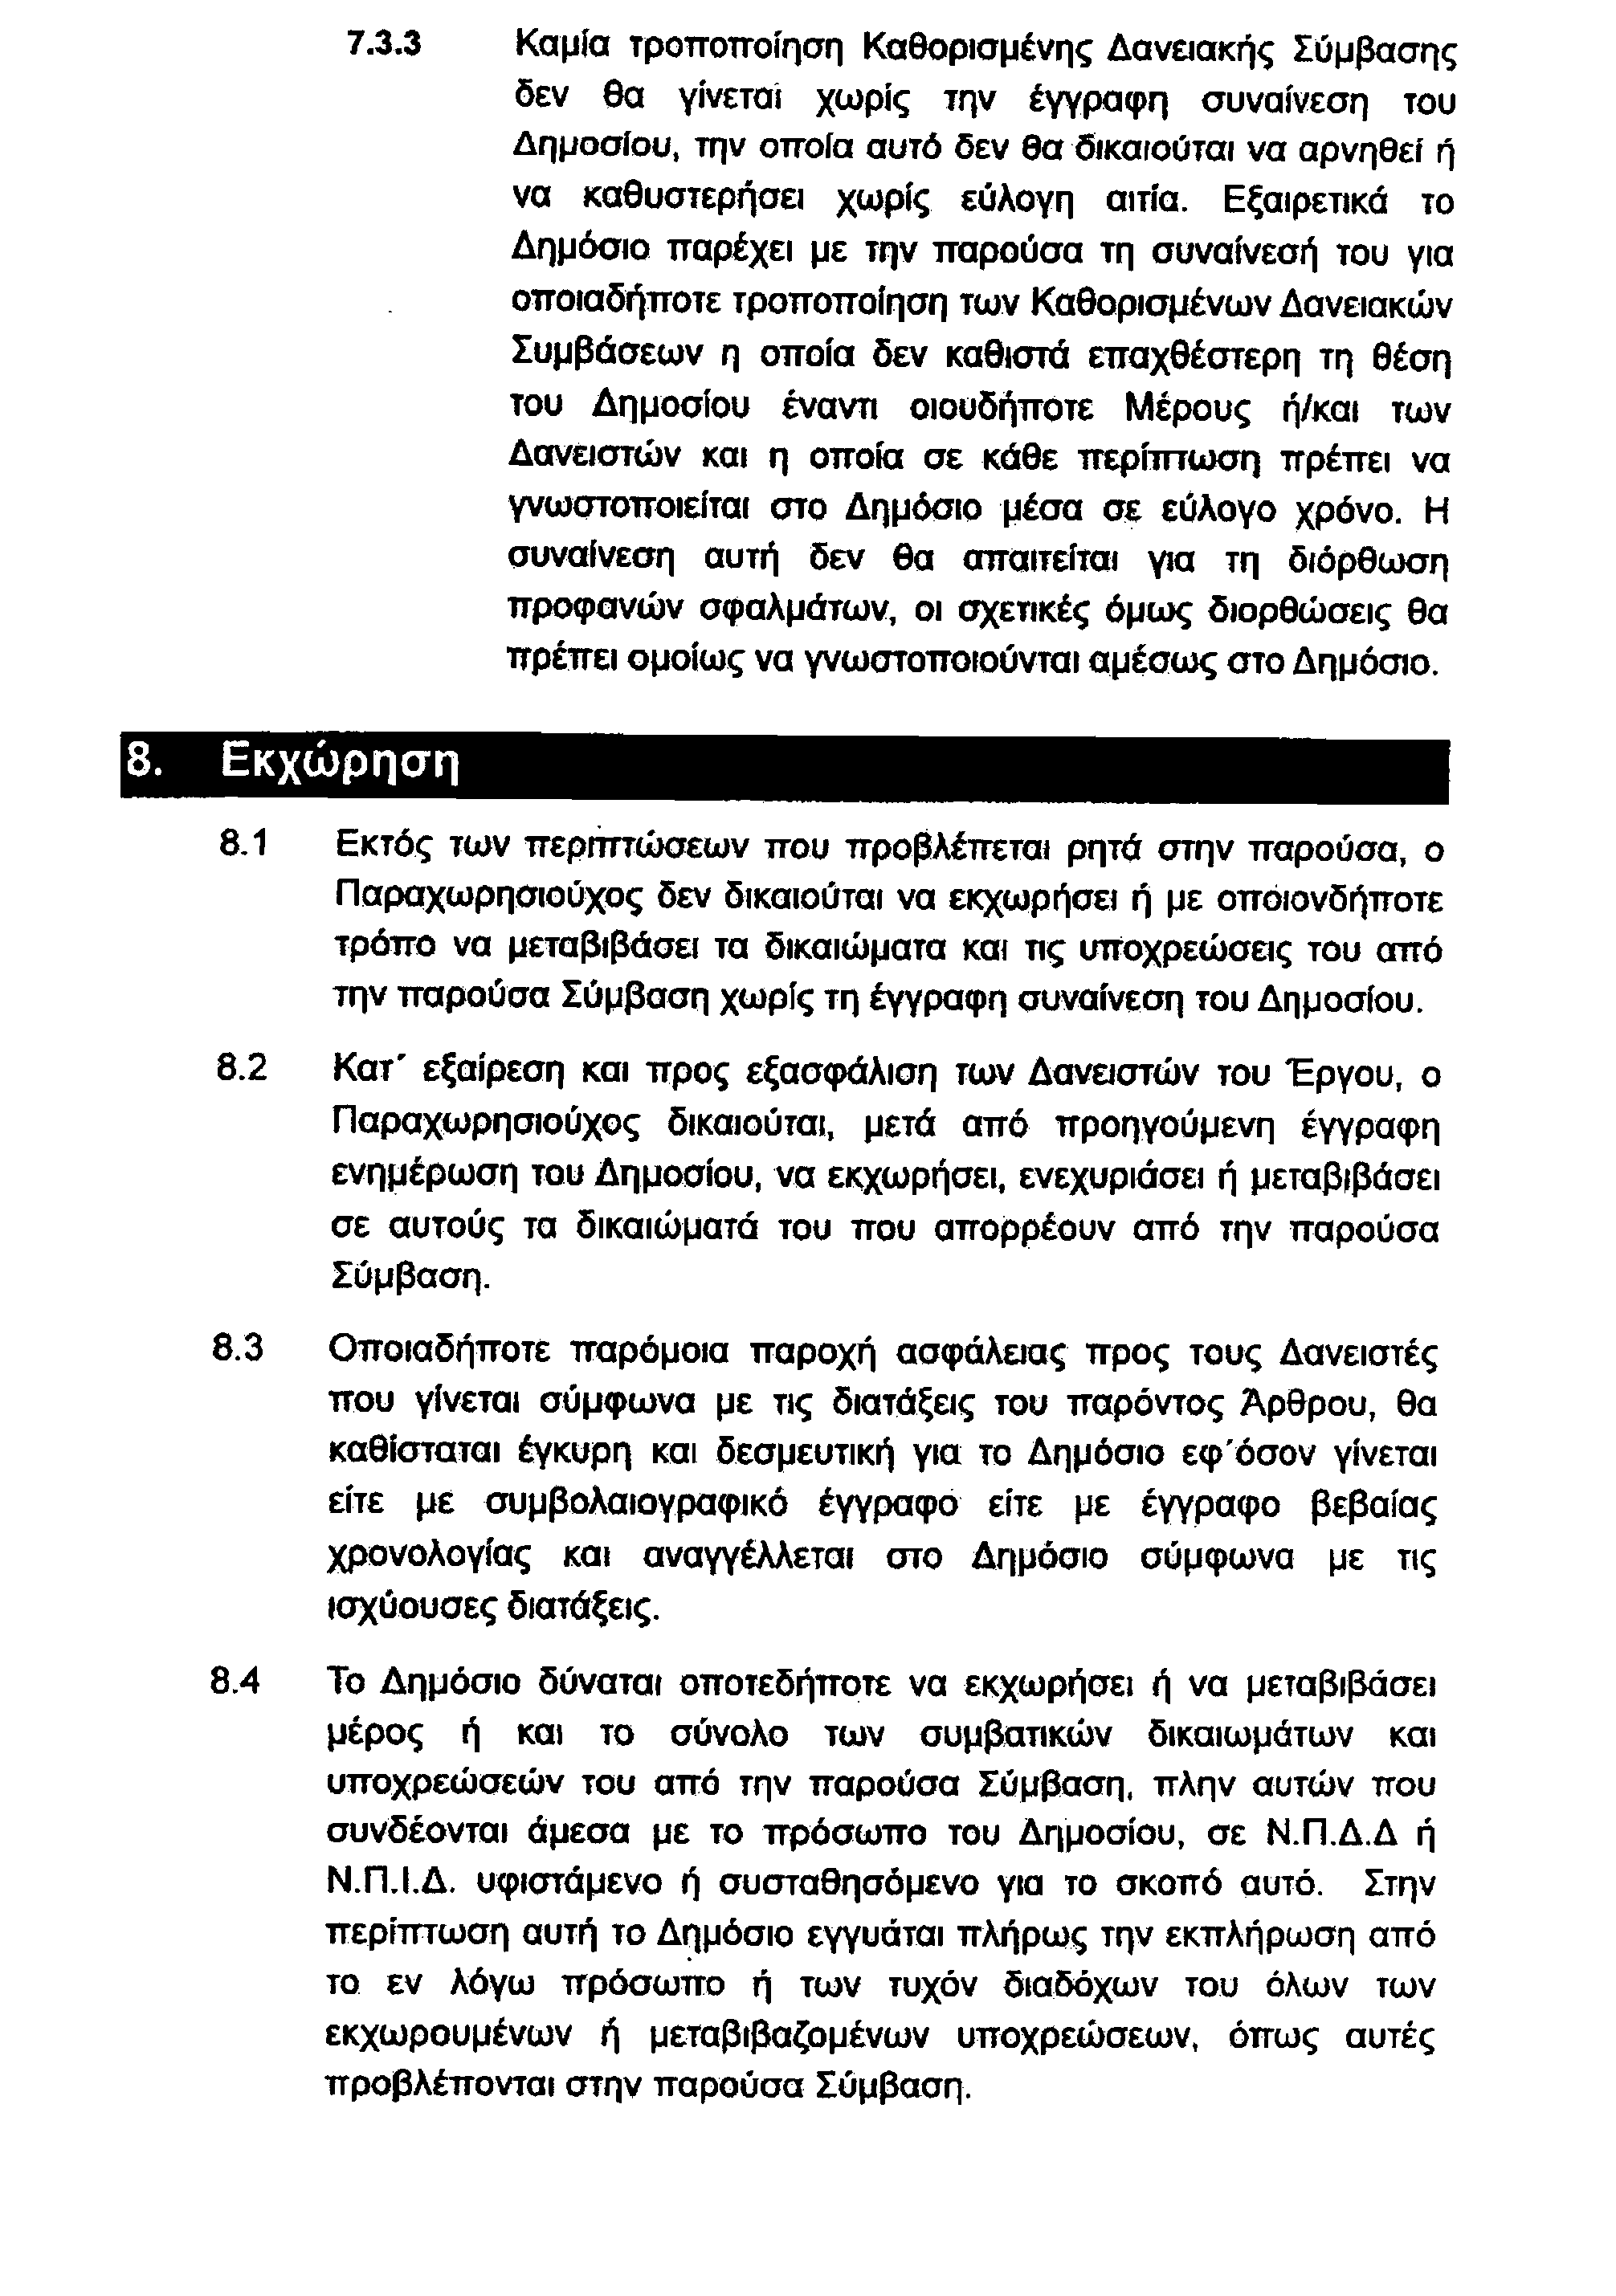 7.3.3 Καμία τροποποίηση Καθορισμένης Δανειακής Σύμβασης
δεν θα γίνεται χωρίς την έγγραφη συναίνεση του
Δημοσίου, την οποία αυτό δεν θα δικαιούται να αρνηθεί ή
να καθυστερήσει χωρίς εύλογη αιτία. Εξαιρετικά το
Δημόσιο παρέχει με την παρούσα τη συναίνεσή του για
οποιαδήποτε τροποποίηση των Καθορισμένων Δανειακών
Συμβάσεων η οποία δεν καθιστά επαχθέστερη τη θέση
του Δημοσίου έναντι οιουδήποτε Μέρους ή/και των
Δανειστών και η οποία σε κάθε περίπτωση πρέπει να
γνωστοποιείται στο Δημόσιο μέσα σε εύλογο χρόνο. Η
συναίνεση αυτή δεν θα απαιτείται για τη διόρθωση
προφανών σφαλμάτων, οι σχετικές όμως διορθώσεις θα
πρέπει ομοίως να γνωστοποιούνται αμέσως στο Δημόσιο.
8. Εκχώρηση
8.1 Εκτός των περιπτώσεων που προβλέπεται ρητά στην παρούσα, ο
Παραχωρησιούχος δεν δικαιούται να εκχωρήσει ή με οποιονδήποτε
τρόπο να μεταβιβάσει τα δικαιώματα και τις υποχρεώσεις του από
την παρούσα Σύμβαση χωρίς τη έγγραφη συναίνεση του Δημοσίου.
8.2 Κατ΄ εξαίρεση και προς εξασφάλιση των Δανειστών του Έργου, ο
Παραχωρησιούχος δικαιούται, μετά από προηγούμενη έγγραφη
ενημέρωση του Δημοσίου, να εκχωρήσει, ενεχυριάσει ή μεταβιβάσει
σε αυτούς τα δικαιώματά του που απορρέουν από την παρούσα
Σύμβαση.
8.3 Οποιαδήποτε παρόμοια παροχή ασφάλειας προς τους Δανειστές
που γίνεται σύμφωνα με τις διατάξεις του παρόντος Άρθρου, θα
καθίσταται έγκυρη και δεσμευτική για το Δημόσιο εφ΄όσον γίνεται
είτε με συμβολαιογραφικό έγγραφο είτε με έγγραφο βεβαίας
χρονολογίας και αναγγέλλεται στο Δημόσιο σύμφωνα με τις
ισχύουσες διατάξεις.
8.4 Το Δημόσιο δύναται οποτεδήποτε να εκχωρήσει ή να μεταβιβάσει
μέρος ή και το σύνολο των συμβατικών δικαιωμάτων και
υποχρεώσεών του από την παρούσα Σύμβαση, πλην αυτών που
συνδέονται άμεσα με το πρόσωπο του Δημοσίου, σε Ν.Π.Δ.Δ ή
Ν.Π.Ι.Δ. υφιστάμενο ή συσταθησόμενο για το σκοπό αυτό. Στην
περίπτωση αυτή το Δημόσιο εγγυάται πλήρως την εκπλήρωση από
το εν λόγω πρόσωπο ή των τυχόν διαδόχων του όλων των
εκχωρουμένων ή μεταβιβαζομένων υποχρεώσεων, όπως αυτές
προβλέπονται στην παρούσα Σύμβαση.